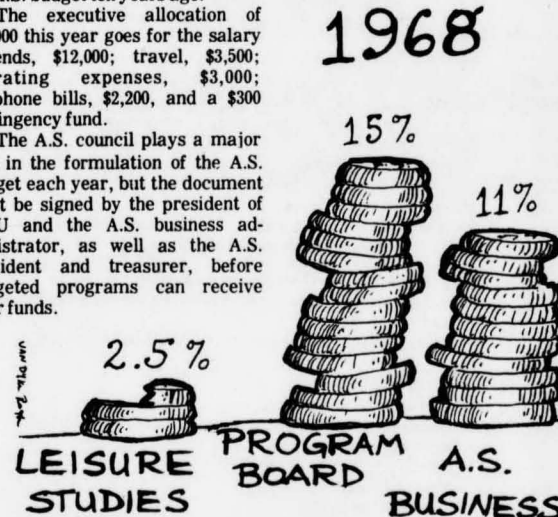 The executive allocation of
000 this year goes for the salary
ends, $12,000; travel, $3,500;
rating expenses, $3,000;
phone bills, $2,200, and a $300
ingency fund.
The A.S. council plays a major
in the formulation of the A.S.
get each year, but the document
t be signed by the president of
U and the A.S. business ad-
istrator, as well as the A.S.
ident and treasurer, before
geted programs can receive
r funds.
1968
15%
11%
2.5%
LEISURE
STUDIES
PROGRAM
BOARD
A.S.
BUSINESS